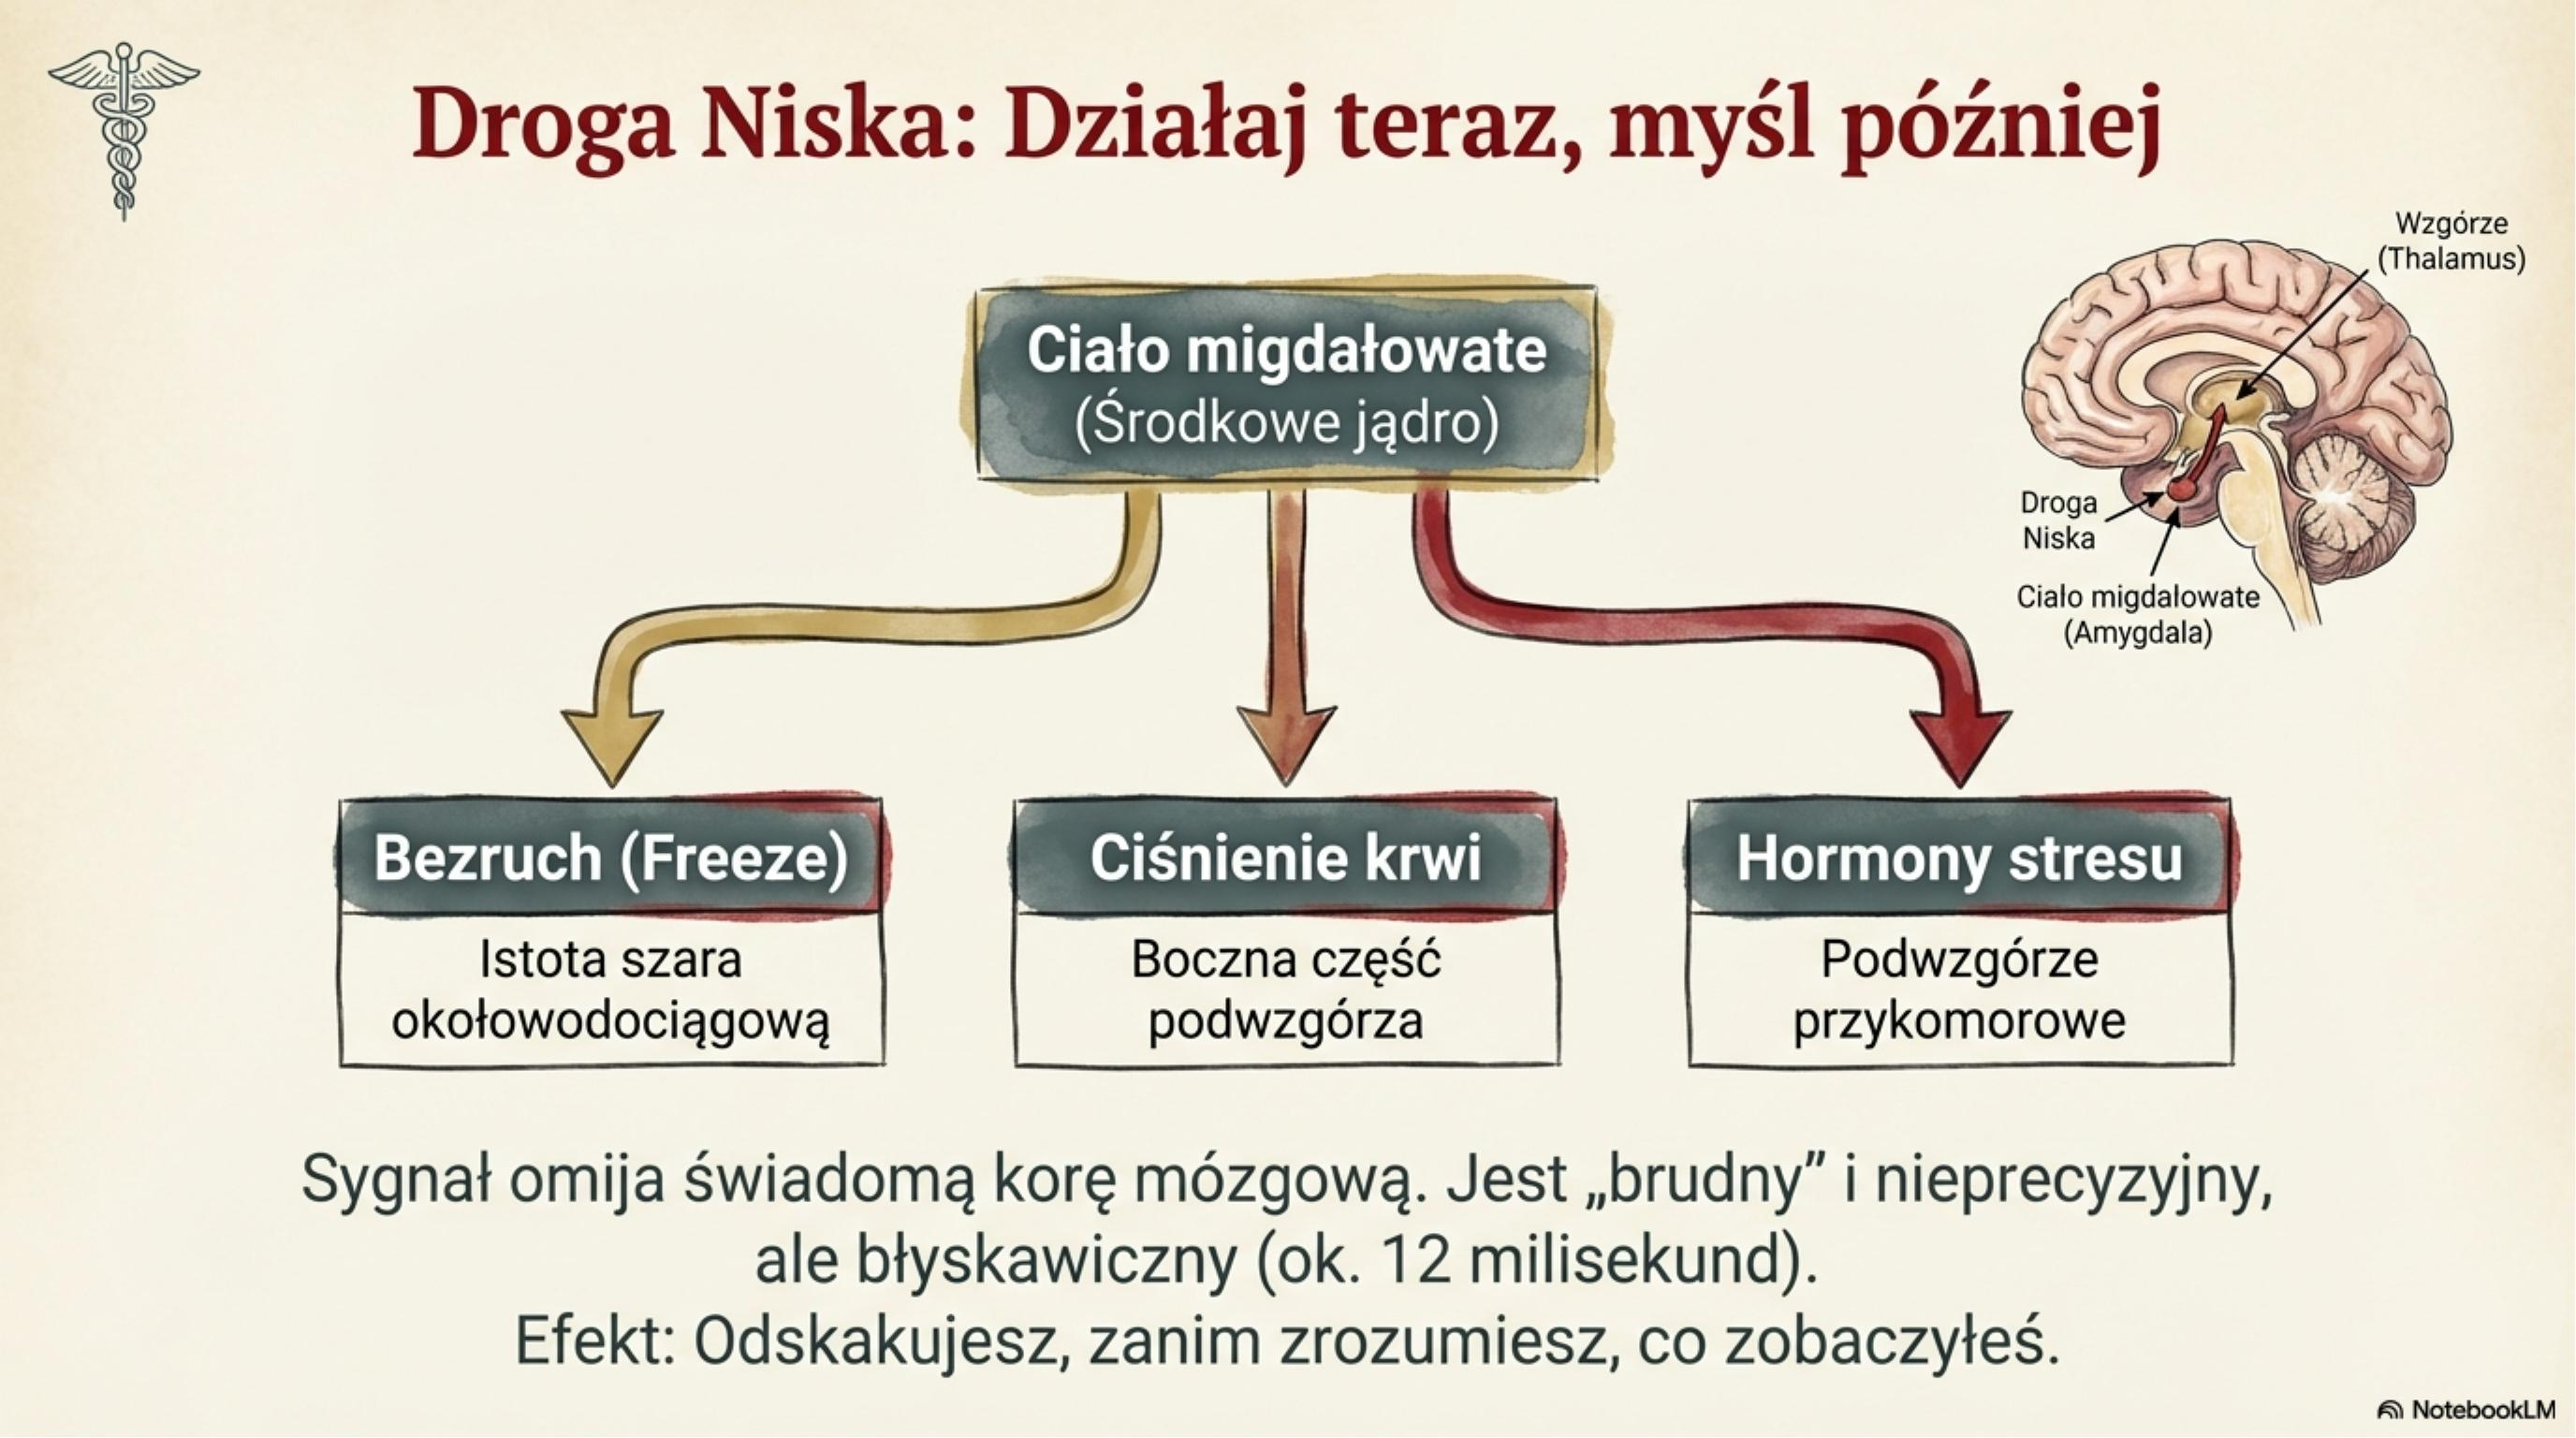 Droga Niska: Działaj teraz, myśl później
Wzgórze
(Thalamus)
Ciało migdałowate
(Środkowe jądro)
Droga
Niska
Ciało migdałowate
(Amygdala)
Bezruch (Freeze)
Istota szara
okołowodociągową
Ciśnienie krwi
Boczna część
podwzgórza
Hormony stresu
Podwzgórze
przykomorowe
Sygnał omija świadomą korę mózgową. Jest „brudny” i nieprecyzyjny,
ale błyskawiczny (ok. 12 milisekund).
Efekt: Odskakujesz, zanim zrozumiesz, co zobaczyłeś.
NotebookLM